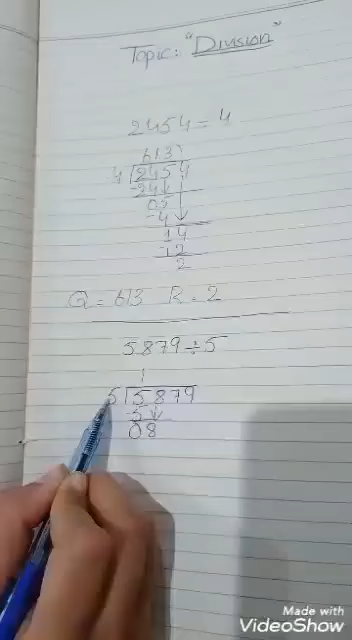 Topic: "Division"
2454 ÷ 4
613
4 2454
-24
05
-4
14
-12
2
Q = 613 R = 2
5879÷5
1
5 5879
-5
08
Made with
VideoShow